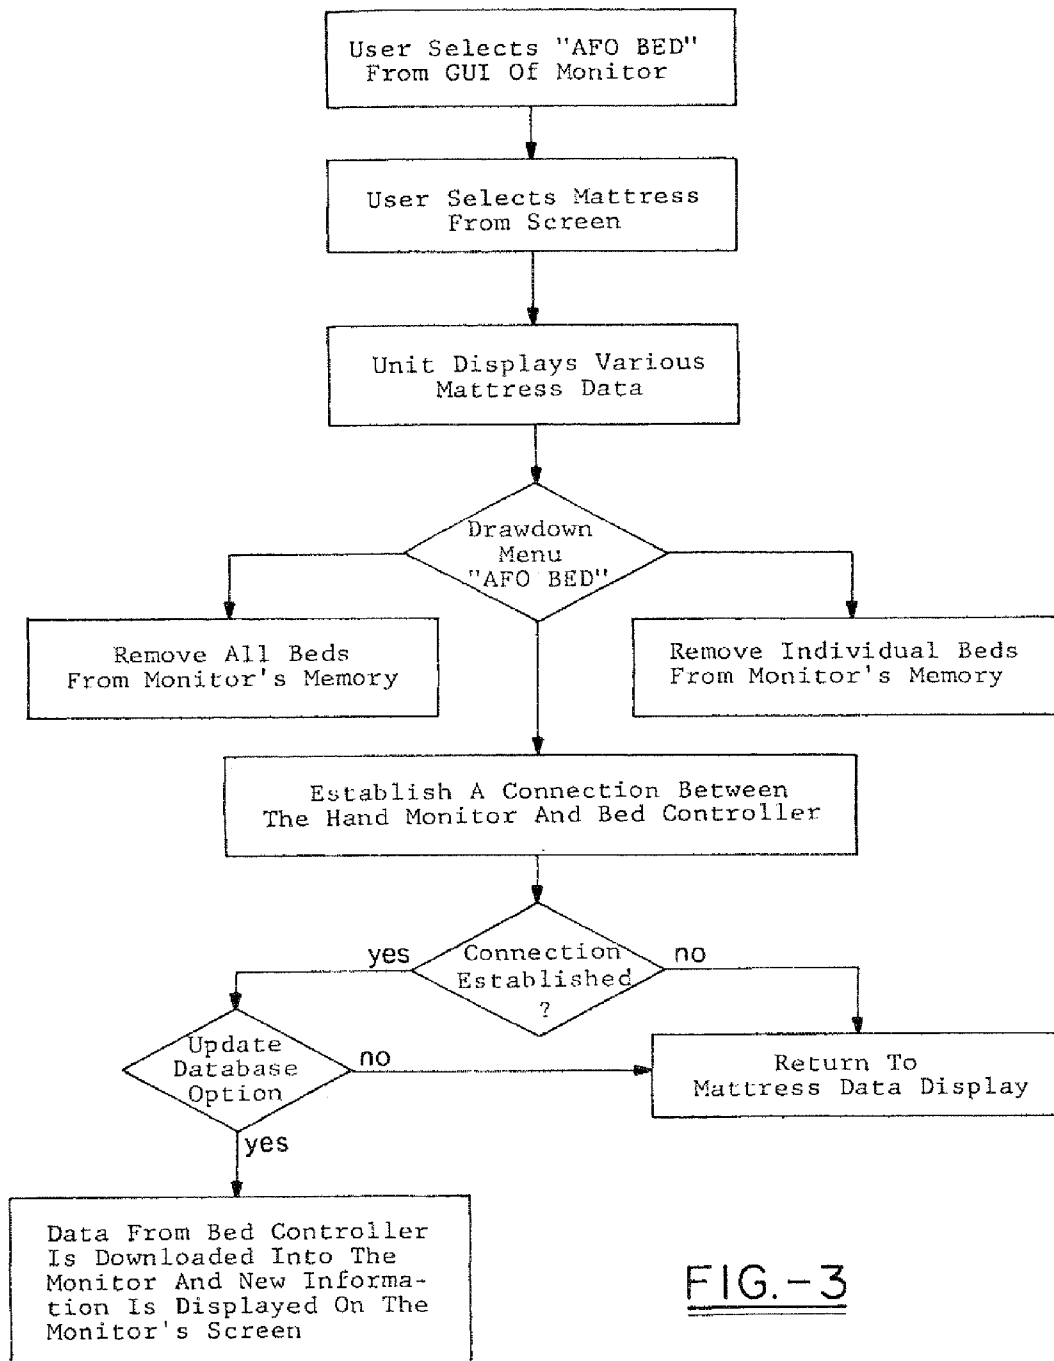 User Selects "AFO BED"
From GUI Of Monitor
User Selects Mattress
From Screen
Unit Displays Various
Mattress Data
Drawdown
Menu
"AFO BED"
Remove All Beds
From Monitor's Memory
Remove Individual Beds
From Monitor's Memory
Establish A Connection Between
The Hand Monitor And Bed Controller
yes
Connection
Established
?
no
Update
Database
Option
no
Return To
Mattress Data Display
yes
Data From Bed Controller
Is Downloaded Into The
Monitor And New Informa-
tion Is Displayed On The
Monitor's Screen
FIG.-3